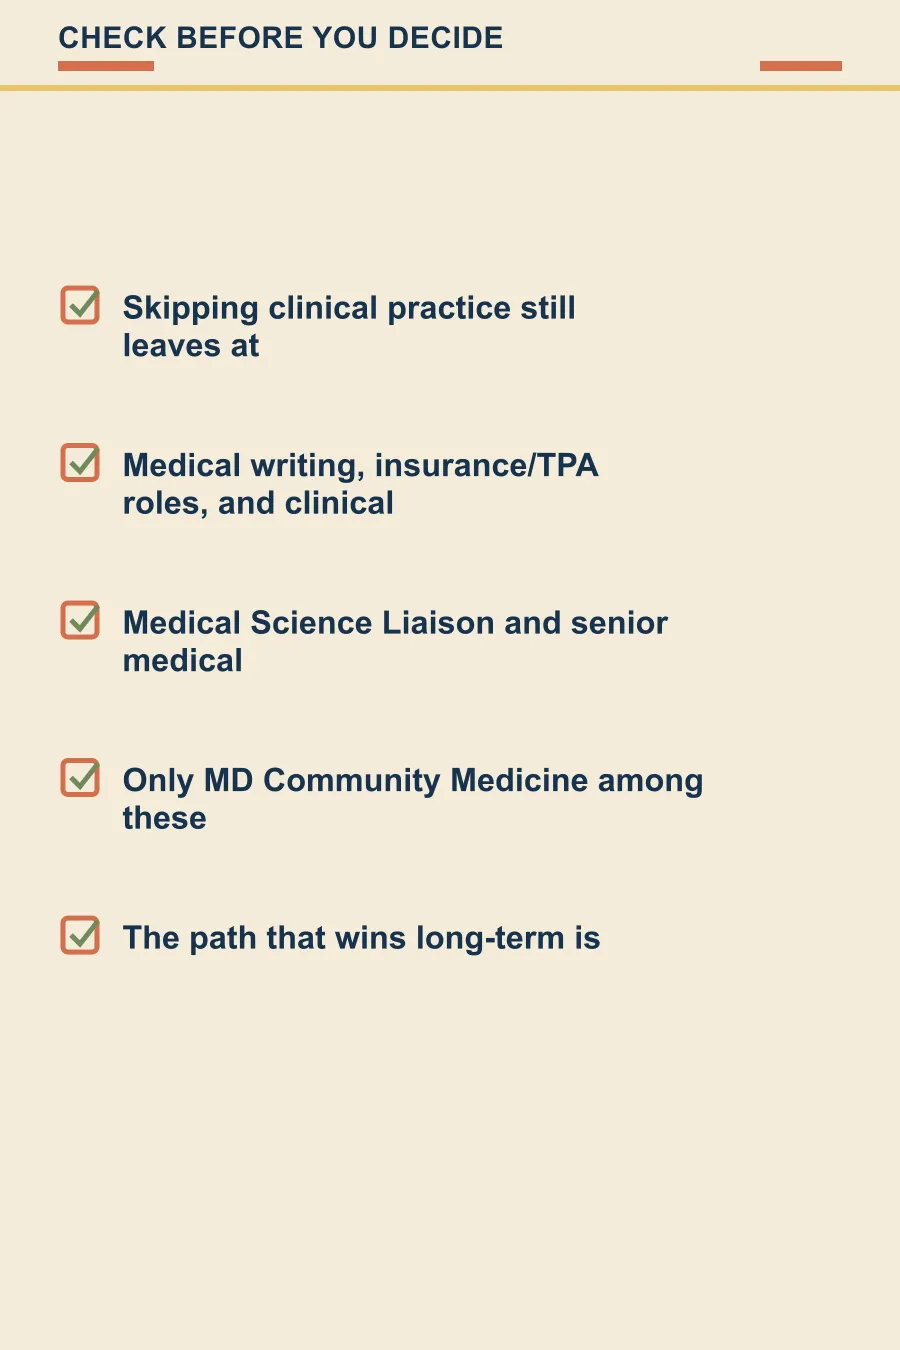 CHECK BEFORE YOU DECIDE
Skipping clinical practice still
leaves at
Medical writing, insurance/TPA
roles, and clinical
Medical Science Liaison and senior
medical
Only MD Community Medicine among
these
The path that wins long-term is